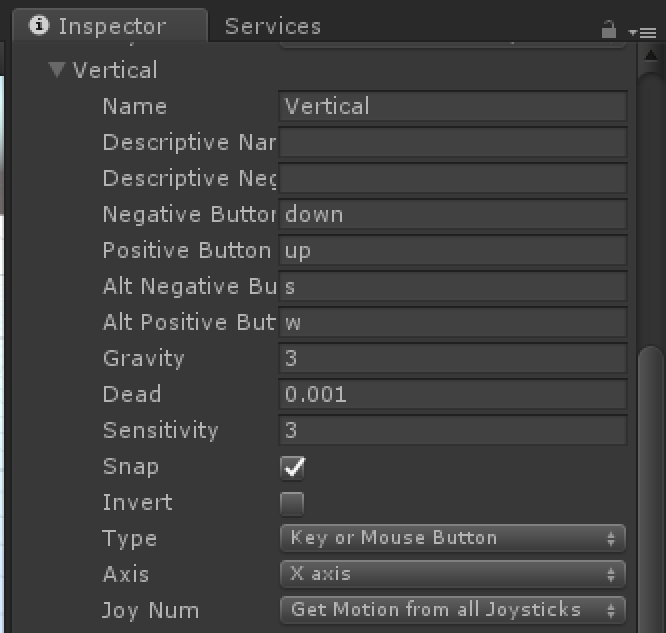 Inspector Services
Vertical
Name Vertical
Descriptive Nar
Descriptive Neg
Negative Buttor down
Positive Button up
Alt Negative Bu s
Alt Positive But w
Gravity 3
Dead 0.001
Sensitivity 3
Snap
Invert
Type Key or Mouse Button
Axis X axis
Joy Num Get Motion from all Joysticks